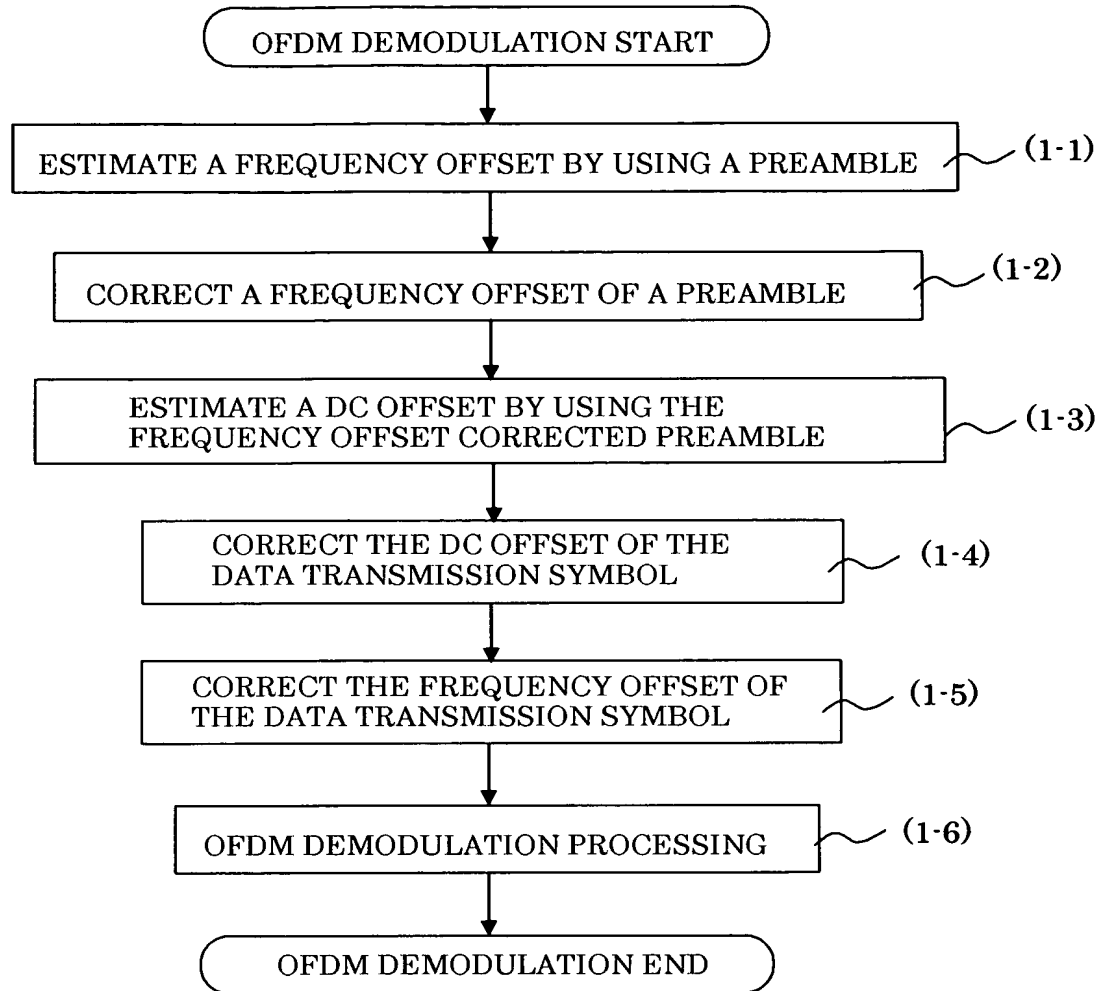 OFDM DEMODULATION START
ESTIMATE A FREQUENCY OFFSET BY USING A PREAMBLE
(1-1)
CORRECT A FREQUENCY OFFSET OF A PREAMBLE
(1-2)
ESTIMATE A DC OFFSET BY USING THE
FREQUENCY OFFSET CORRECTED PREAMBLE
(1-3)
CORRECT THE DC OFFSET OF THE
DATA TRANSMISSION SYMBOL
(1-4)
CORRECT THE FREQUENCY OFFSET OF
THE DATA TRANSMISSION SYMBOL
(1-5)
OFDM DEMODULATION PROCESSING
(1-6)
OFDM DEMODULATION END